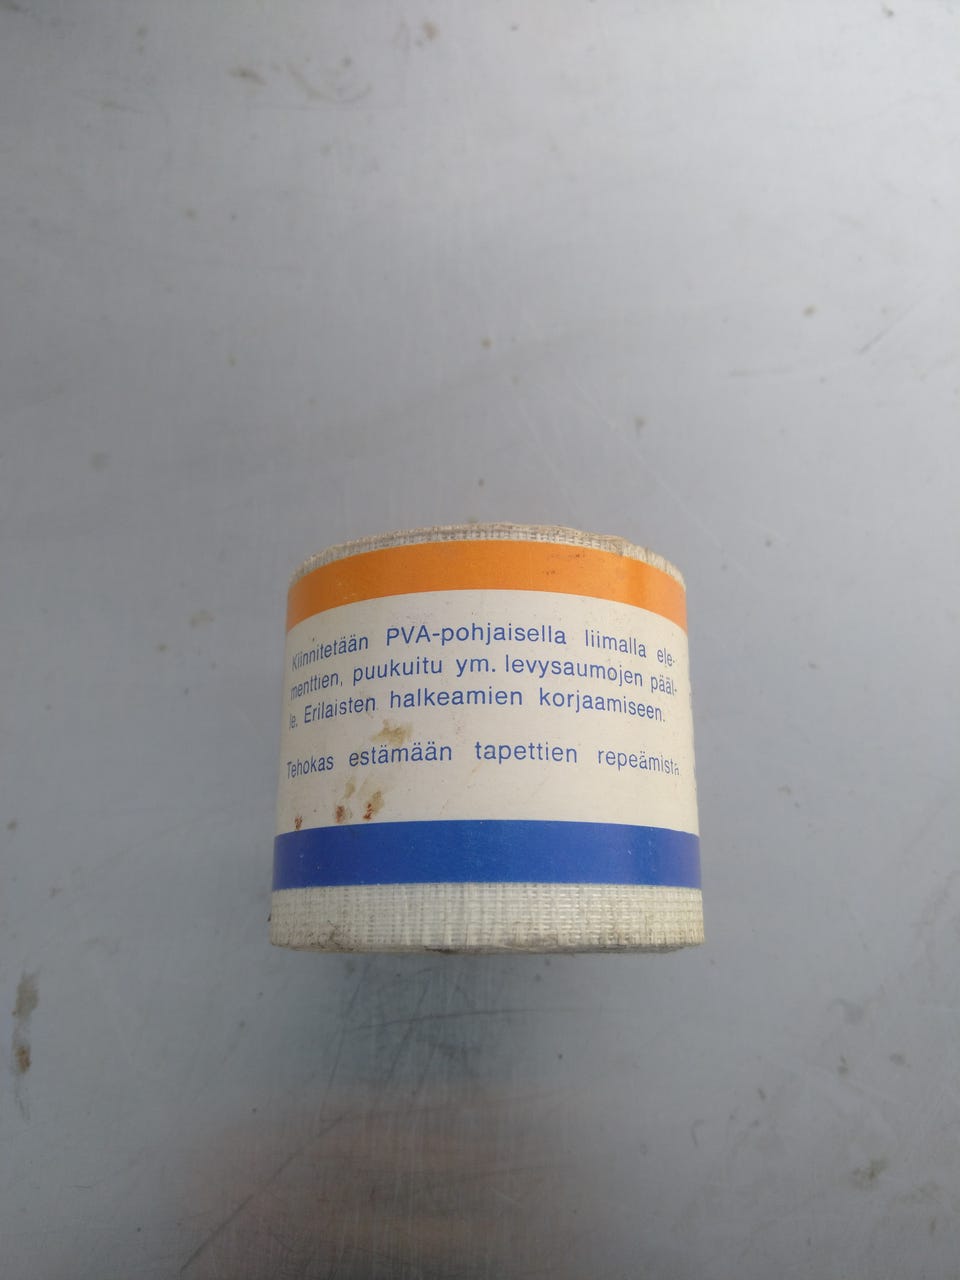 Kiinnitetään PVA-pohjaisella liimalla ele-
menttien, puukuitu ym. levysaumojen pääl-
le. Erilaisten halkeamien korjaamiseen.
Tehokas estämään tapettien repeämistä